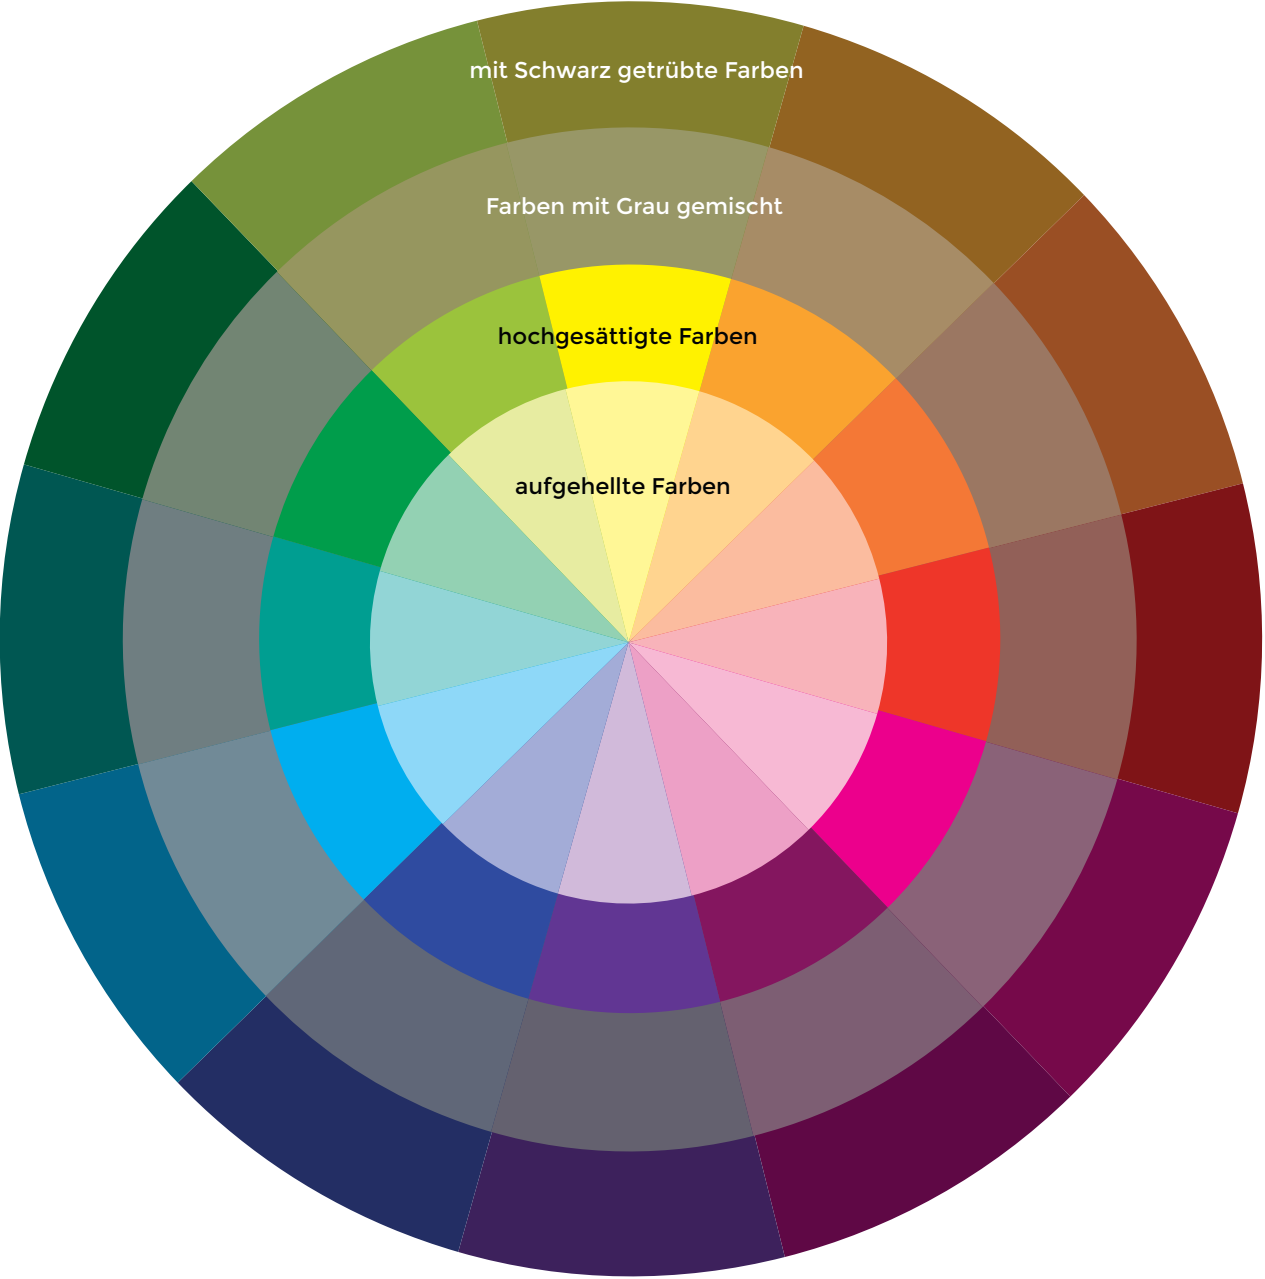 mit Schwarz getrübte Farben
Farben mit Grau gemischt
hochgesättigte Farben
aufgehellte Farben